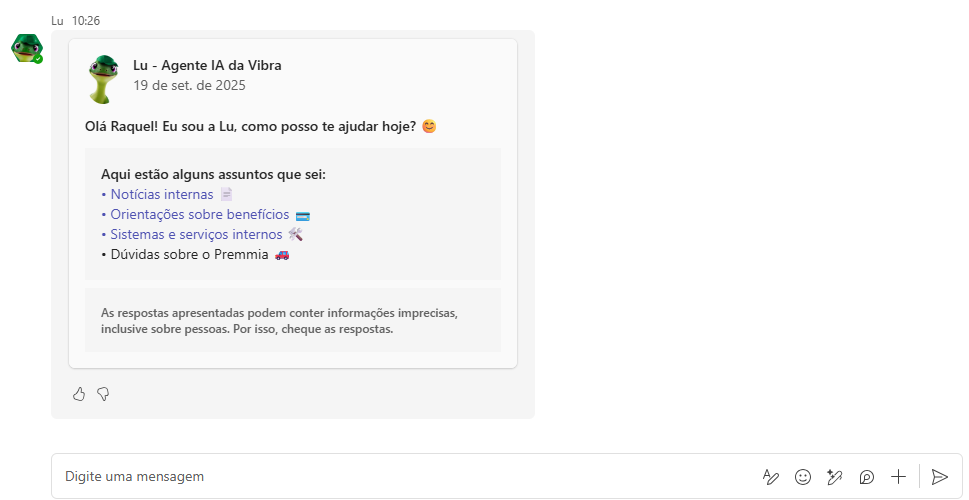 Lu 10:26
Lu - Agente IA da Vibra
19 de set. de 2025
Olá Raquel! Eu sou a Lu, como posso te ajudar hoje? 😊
Aqui estão alguns assuntos que sei:
• Notícias internas 📄
• Orientações sobre benefícios 💳
• Sistemas e serviços internos 🛠️
• Dúvidas sobre o Premmia 🚗
As respostas apresentadas podem conter informações imprecisas,
inclusive sobre pessoas. Por isso, cheque as respostas.
Digite uma mensagem